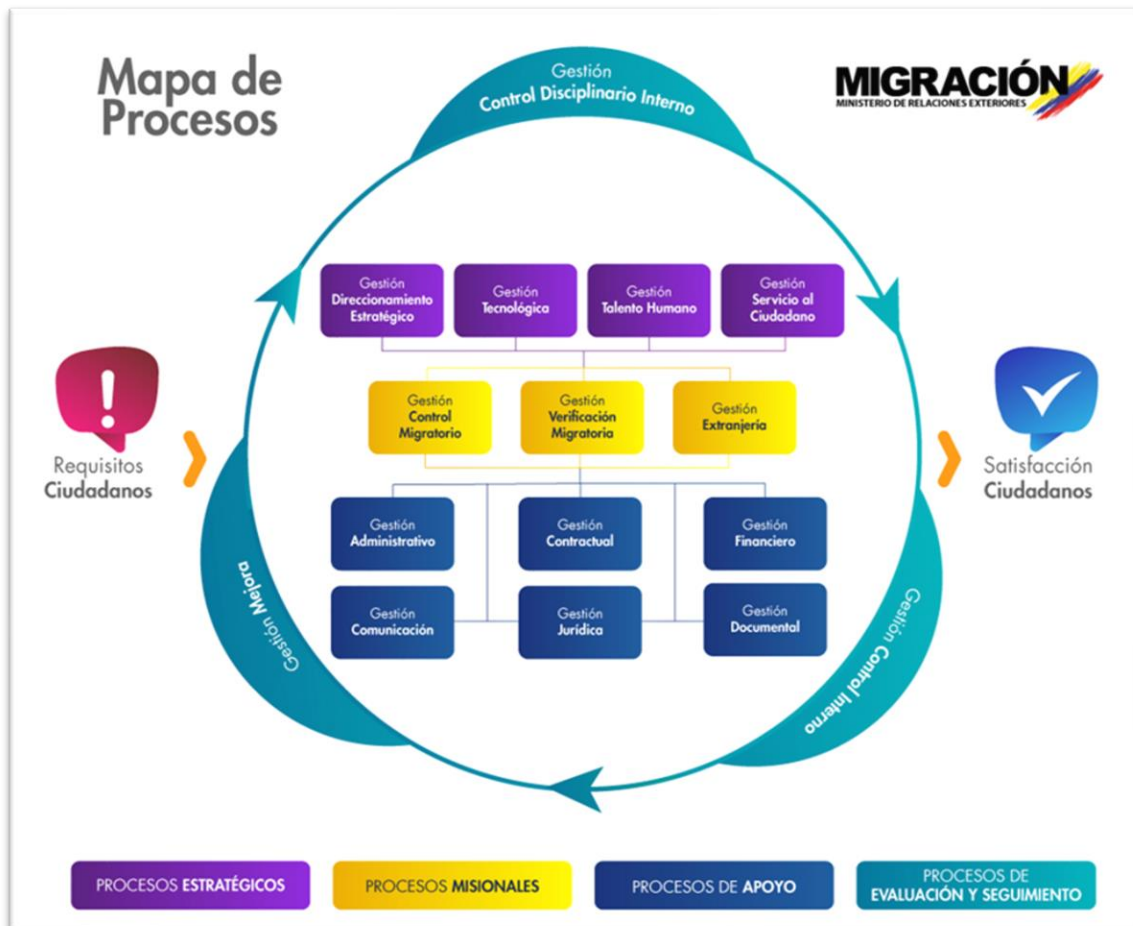 Mapa de
Procesos
MIGRACIÓN
MINISTERIO DE RELACIONES EXTERIORES
Gestión
Control Disciplinario Interno
Gestión
Direccionamiento
Estratégico
Gestión
Tecnológica
Gestión
Talento Humano
Gestión
Servicio al
Ciudadano
Gestión
Control
Migratorio
Gestión
Verificación
Migratoria
Gestión
Extranjería
Requisitos
Ciudadanos
Satisfacción
Ciudadanos
Gestión
Administrativo
Gestión
Contractual
Gestión
Financiero
Gestión
Comunicación
Gestión
Jurídica
Gestión
Documental
Gestión Mejora
Gestión Control Interno
PROCESOS ESTRATÉGICOS
PROCESOS MISIONALES
PROCESOS DE APOYO
PROCESOS DE
EVALUACIÓN Y SEGUIMIENTO